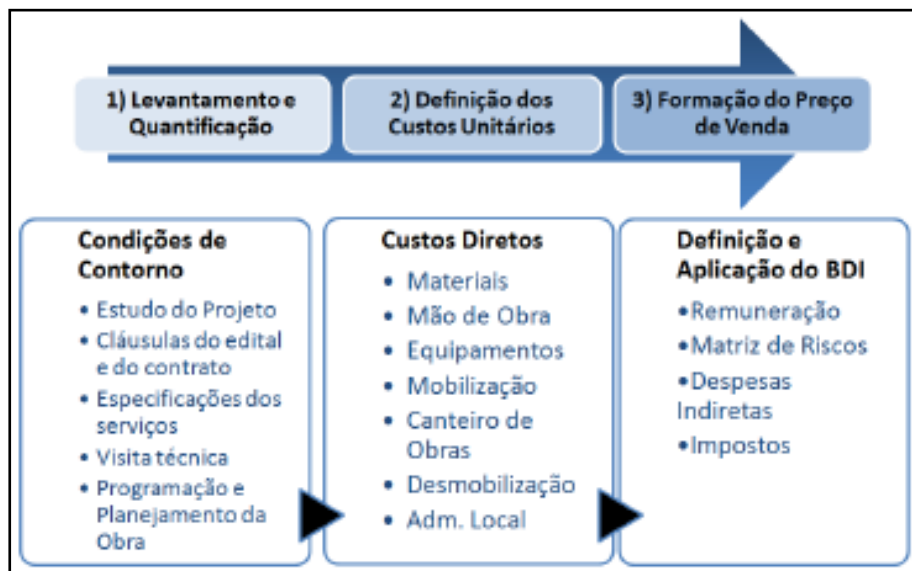 1) Levantamento e
Quantificação
2) Definição dos
Custos Unitários
3) Formação do Preço
de Venda
Condições de
Contorno
• Estudo do Projeto
• Cláusulas do edital
e do contrato
• Especificações dos
serviços
• Visita técnica
• Programação e
Planejamento da
Obra
Custos Diretos
• Materiais
• Mão de Obra
• Equipamentos
• Mobilização
• Canteiro de
Obras
• Desmobilização
• Adm. Local
Definição e
Aplicação do BDI
•Remuneração
•Matriz de Riscos
•Despesas
Indiretas
•Impostos